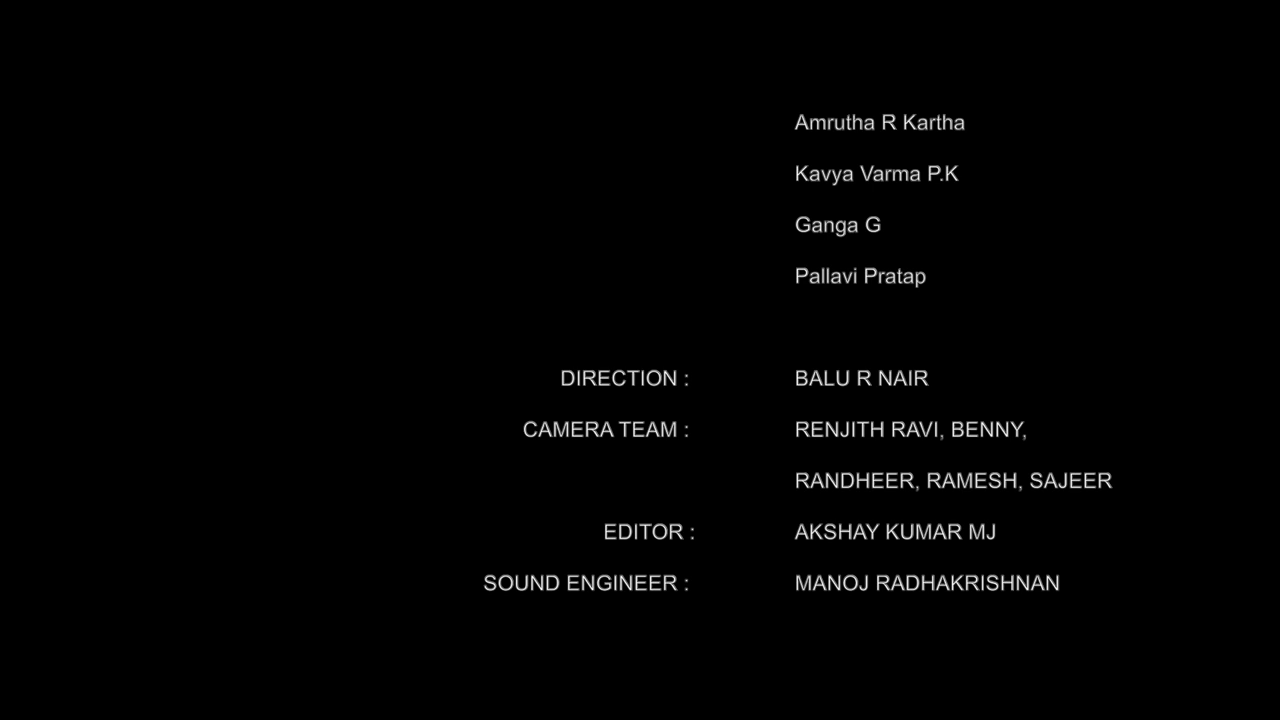 Amrutha R Kartha
Kavya Varma P.K
Ganga G
Pallavi Pratap
DIRECTION : BALU R NAIR
CAMERA TEAM : RENJITH RAVI, BENNY,
RANDHEER, RAMESH, SAJEER
EDITOR : AKSHAY KUMAR MJ
SOUND ENGINEER : MANOJ RADHAKRISHNAN